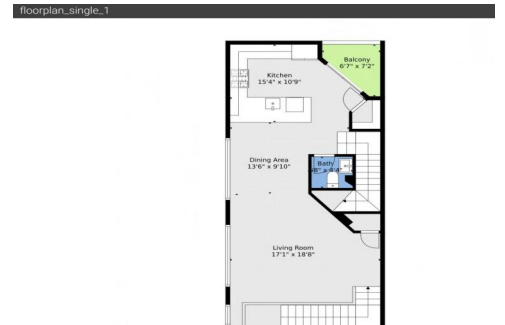 floorplan_single_1
Balcony
6'7" x 7'2"
Kitchen
15'4" x 10'9"
Dining Area
13'6" x 9'10"
Bath
Living Room
17'1" x 18'8"